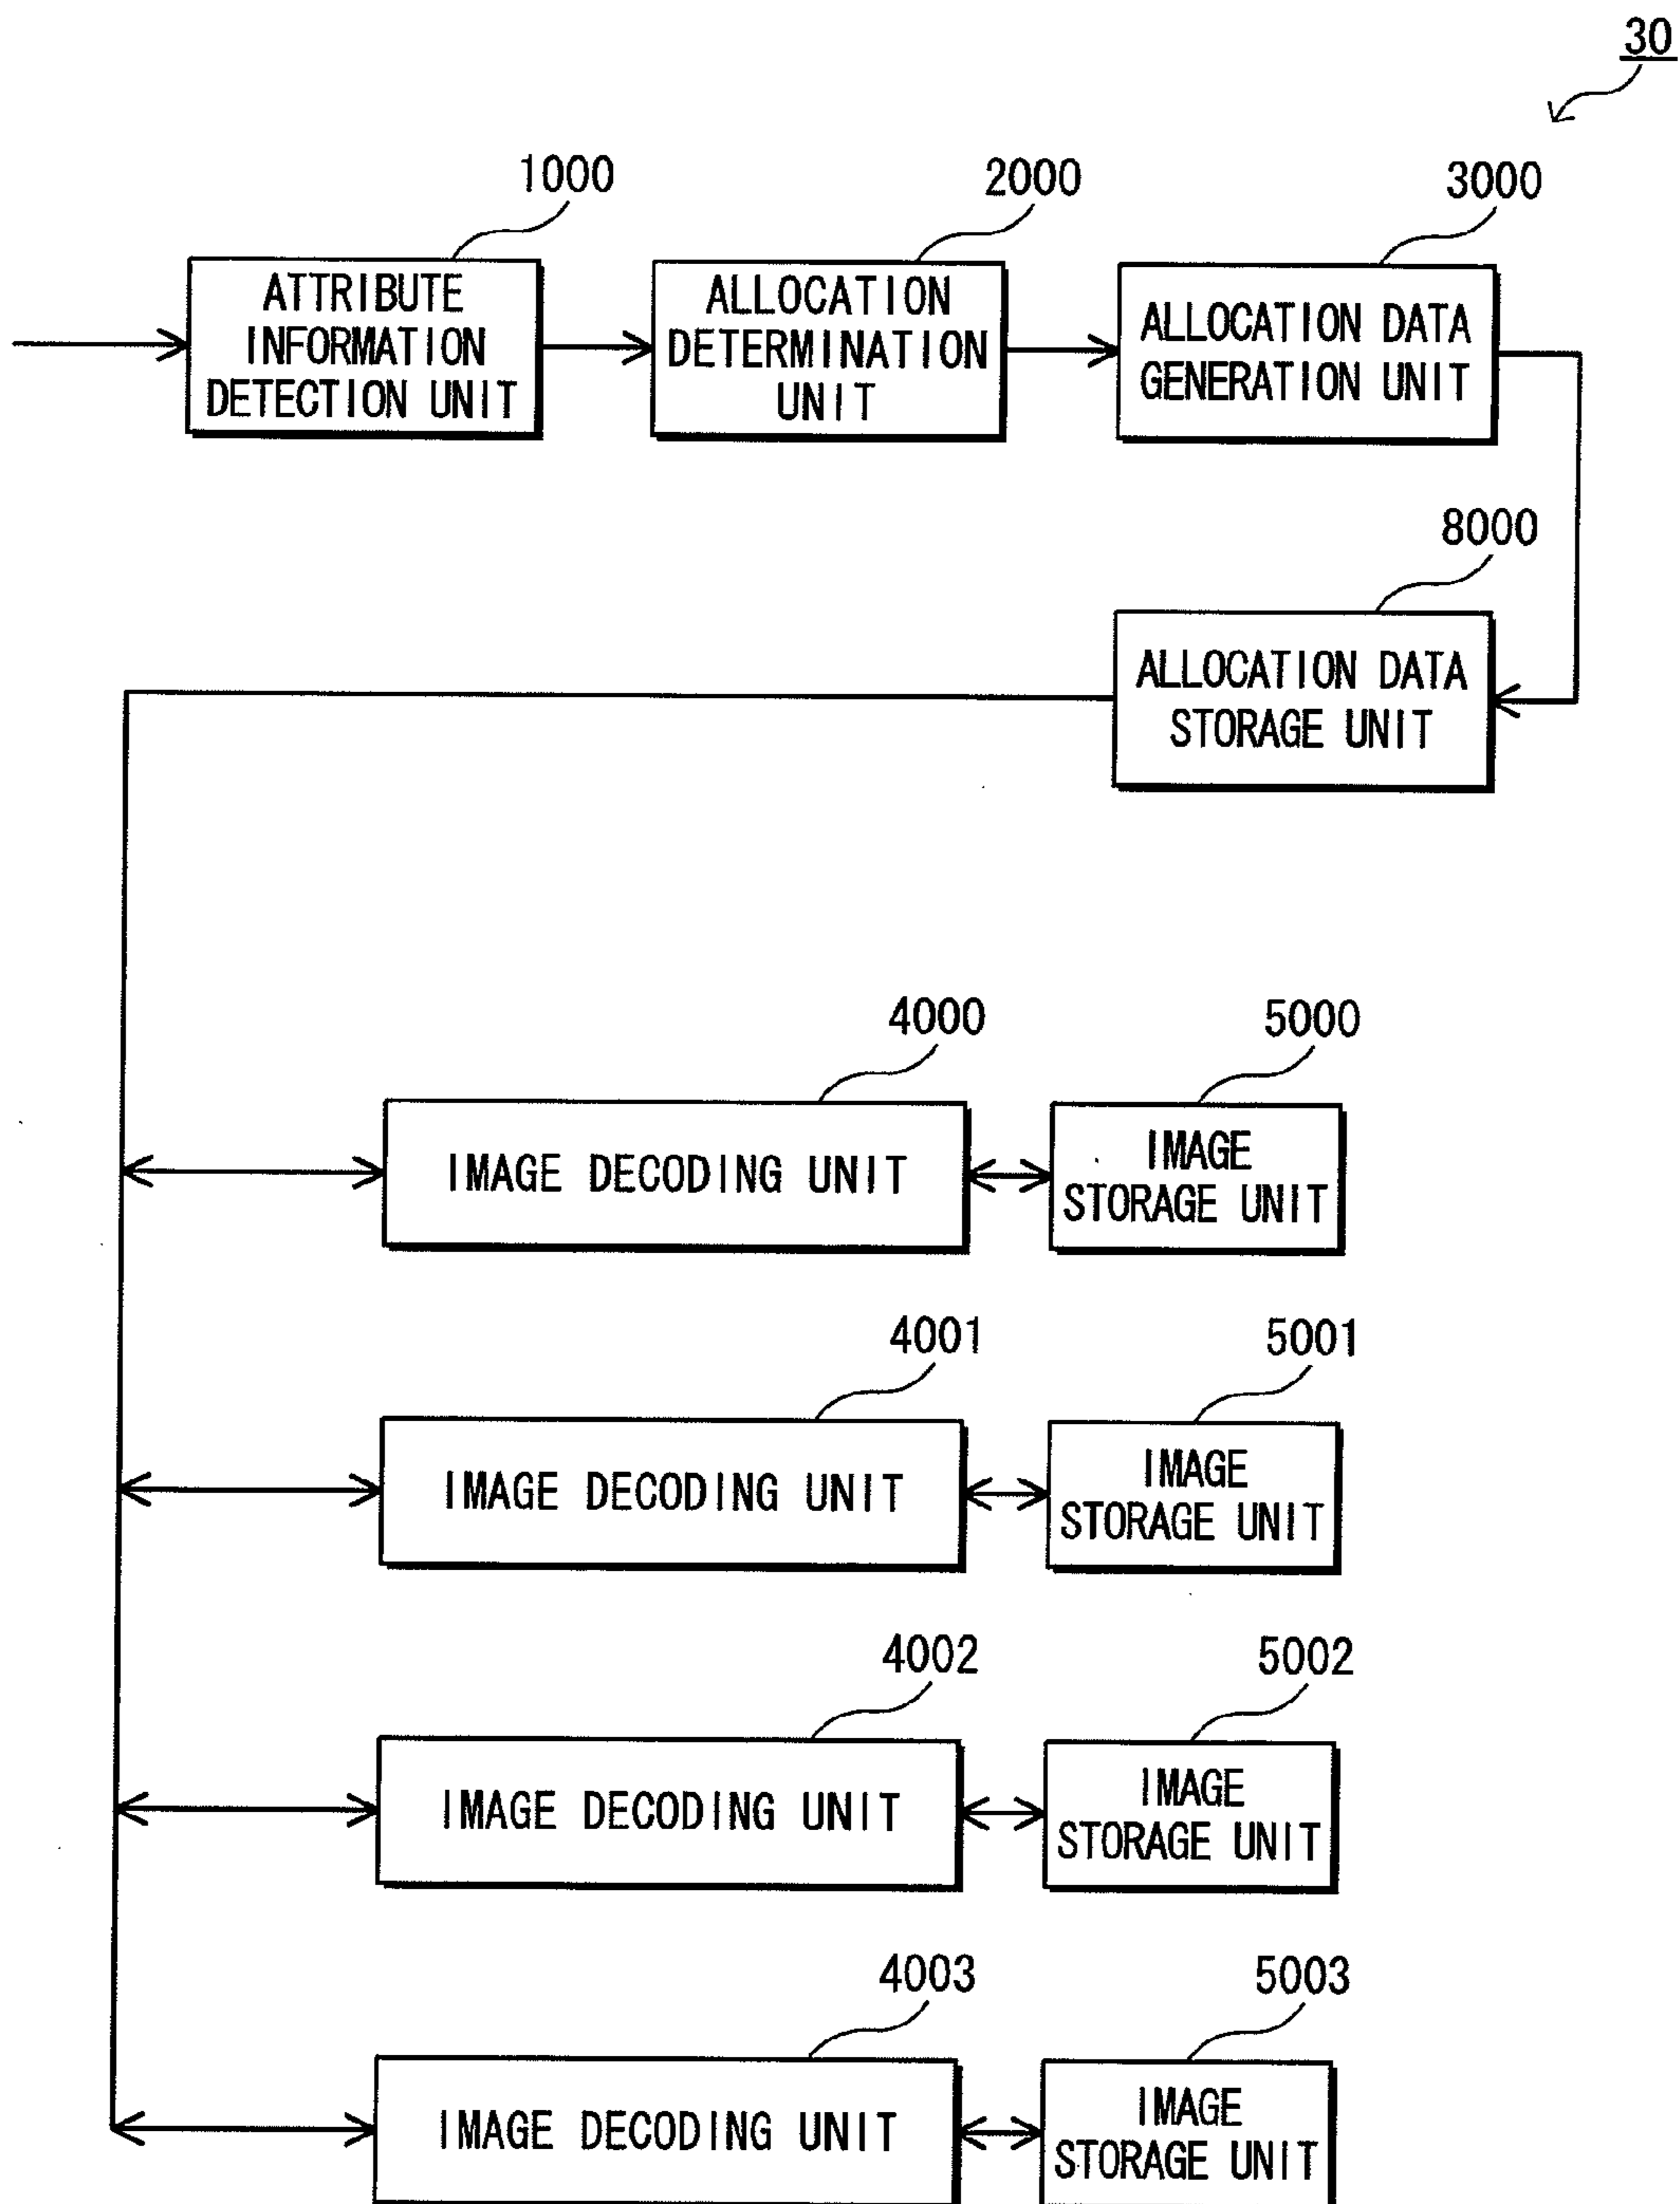 30
1000
2000
3000
ATTRIBUTE
INFORMATION
DETECTION UNIT
ALLOCATION
DETERMINATION
UNIT
ALLOCATION DATA
GENERATION UNIT
8000
ALLOCATION DATA
STORAGE UNIT
4000
5000
IMAGE DECODING UNIT
IMAGE
STORAGE UNIT
4001
5001
IMAGE DECODING UNIT
IMAGE
STORAGE UNIT
4002
5002
IMAGE DECODING UNIT
IMAGE
STORAGE UNIT
4003
5003
IMAGE DECODING UNIT
IMAGE
STORAGE UNIT